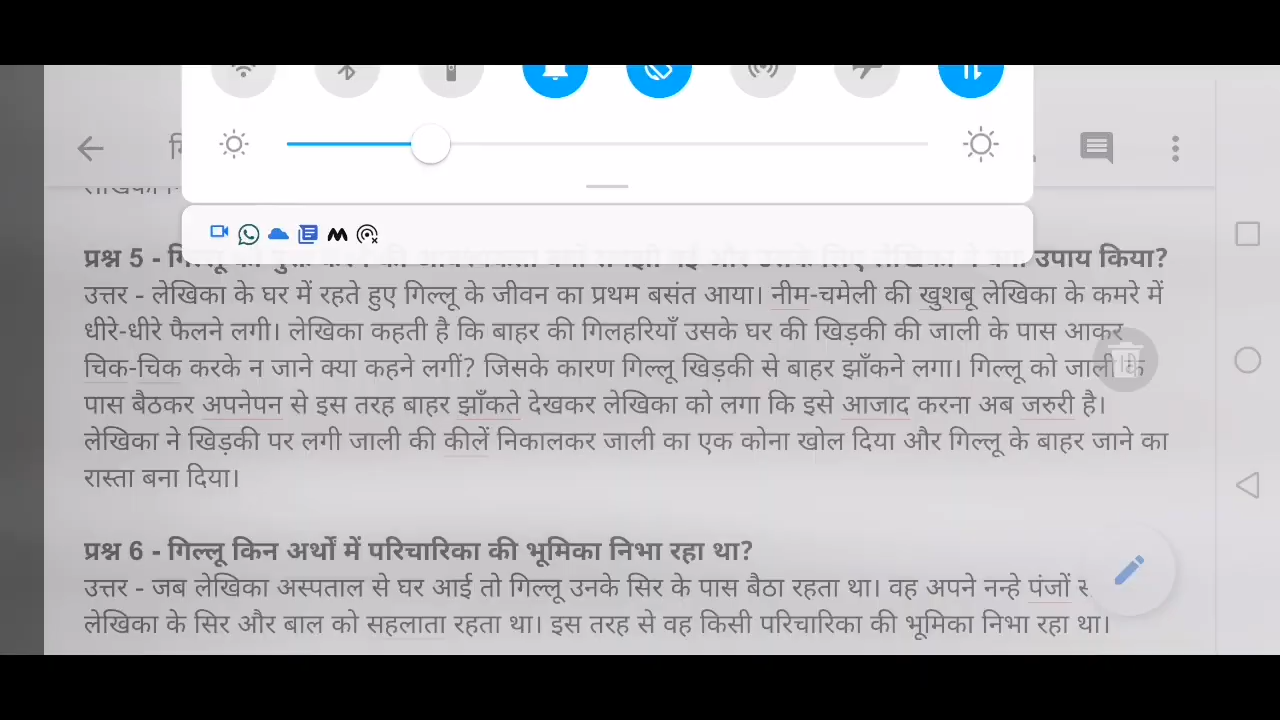 प्रश्न 5 - उपाय किया?
उत्तर - लेखिका के घर में रहते हुए गिल्लू के जीवन का प्रथम बसंत आया। नीम-चमेली की खुशबू लेखिका के कमरे में
धीरे-धीरे फैलने लगी। लेखिका कहती है कि बाहर की गिलहरियाँ उसके घर की खिड़की की जाली के पास आकर
चिक-चिक करके न जाने क्या कहने लगीं? जिसके कारण गिल्लू खिड़की से बाहर झाँकने लगा। गिल्लू को जाली के
पास बैठकर अपनेपन से इस तरह बाहर झाँकते देखकर लेखिका को लगा कि इसे आजाद करना अब जरुरी है।
लेखिका ने खिड़की पर लगी जाली की कीलें निकालकर जाली का एक कोना खोल दिया और गिल्लू के बाहर जाने का
रास्ता बना दिया।
प्रश्न 6 - गिल्लू किन अर्थों में परिचारिका की भूमिका निभा रहा था?
उत्तर - जब लेखिका अस्पताल से घर आई तो गिल्लू उनके सिर के पास बैठा रहता था। वह अपने नन्हे पंजों
लेखिका के सिर और बाल को सहलाता रहता था। इस तरह से वह किसी परिचारिका की भूमिका निभा रहा था।